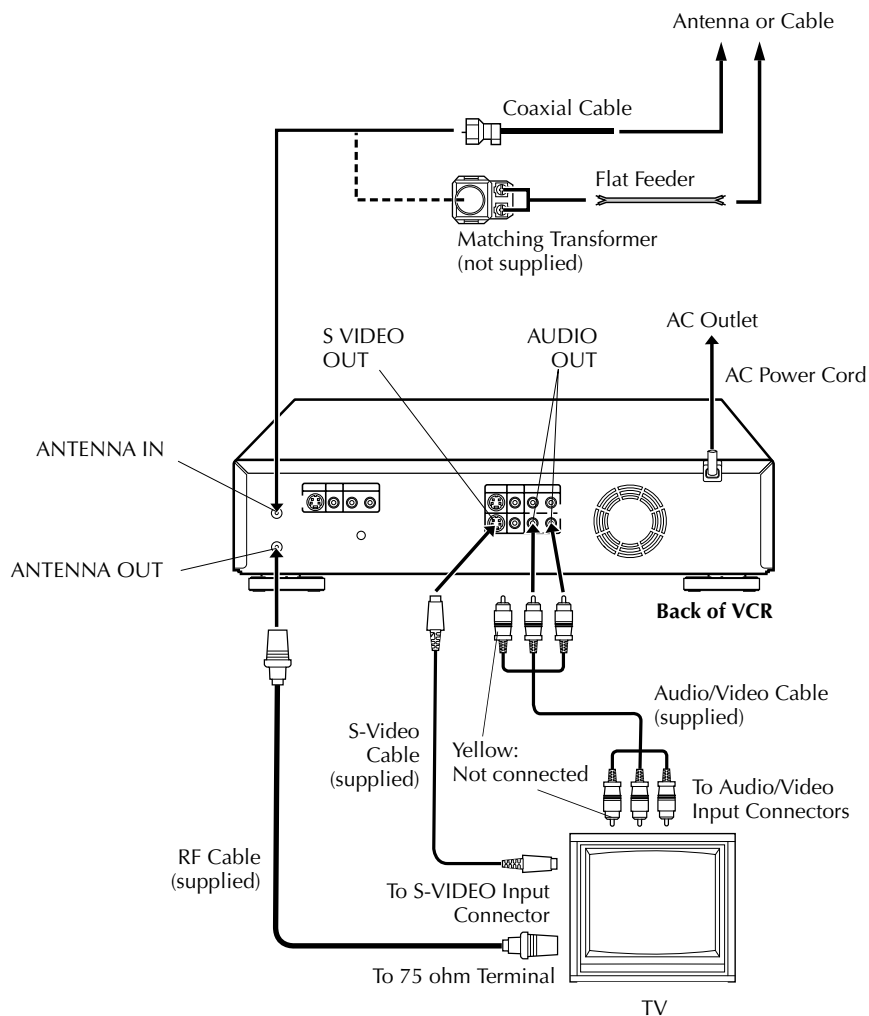 Antenna or Cable
Coaxial Cable
Flat Feeder
Matching Transformer
(not supplied)
S VIDEO
OUT
AUDIO
OUT
AC Outlet
AC Power Cord
ANTENNA IN
ANTENNA OUT
Back of VCR
Audio/Video Cable
(supplied)
S-Video
Cable
(supplied)
Yellow:
Not connected
To Audio/Video
Input Connectors
RF Cable
(supplied)
To S-VIDEO Input
Connector
To 75 ohm Terminal
TV